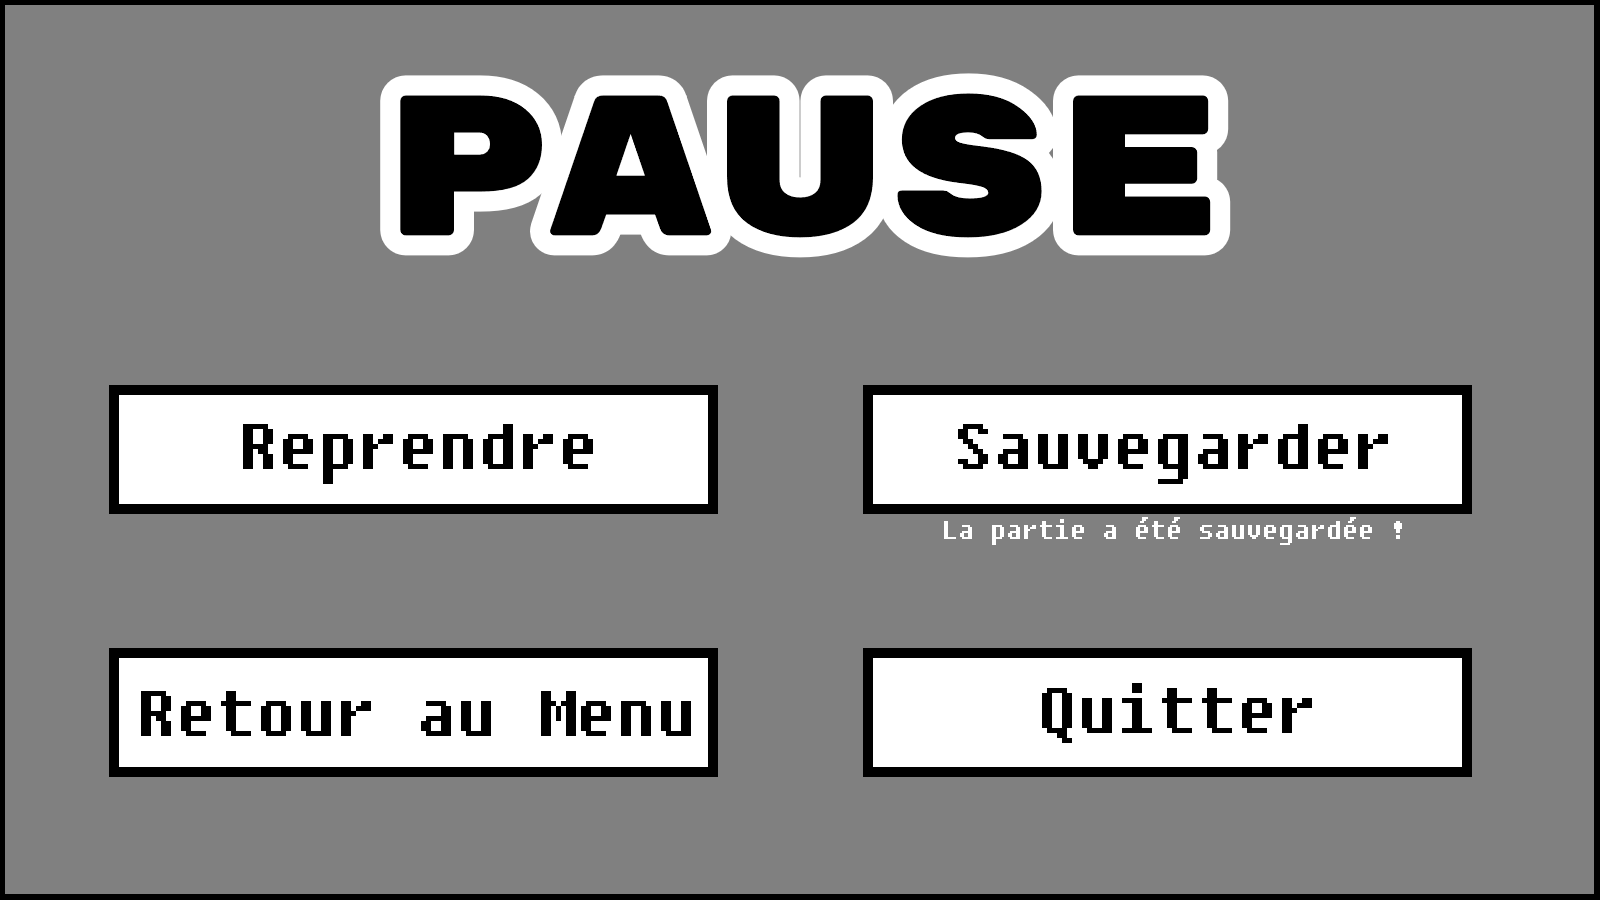 PAUSE
Reprendre
Sauvegarder
La partie a été sauvegardée !
Retour au Menu
Quitter